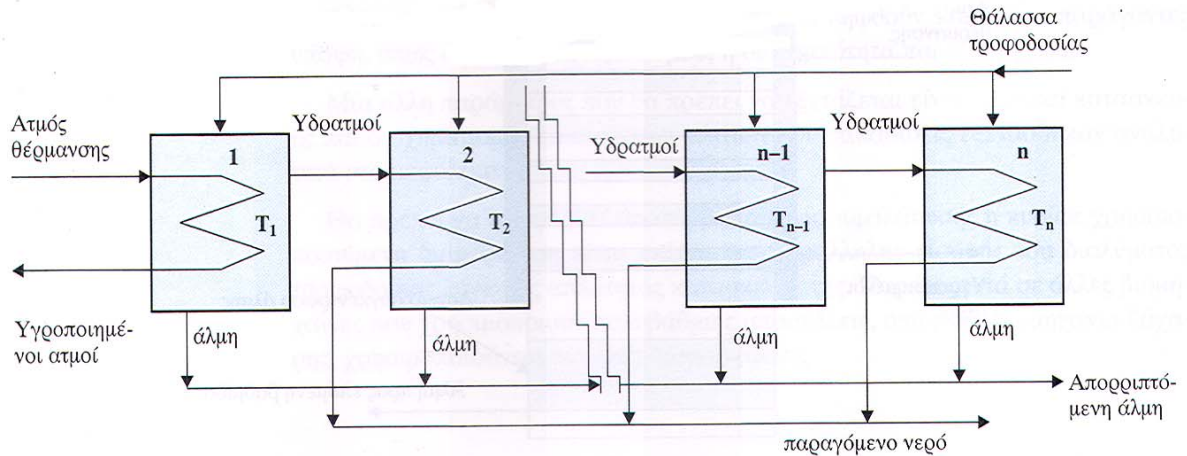 Θάλασσα
τροφοδοσίας
Ατμός
θέρμανσης
Υδρατμοί
Υδρατμοί
Υδρατμοί
1
2
n–1
n
T1
T2
Tn–1
Tn
Υγροποιημέ-
νοι ατμοί
άλμη
άλμη
άλμη
άλμη
Απορριπτό-
μενη άλμη
παραγόμενο νερό